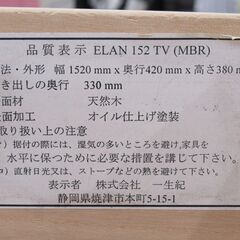 品質表示 ELAN 152 TV (MBR)
法・外形 幅 1520 mm x 奥行420 mm x 高さ380 m
き出しの奥行 330 mm
面材 天然木
面加工 オイル仕上げ塗装
取り扱い上の注意
) 据付けの場所は、湿気の多いところを避け、家具を
水平に保つために必要な措置を講じて下さい。
) 直射日光又は、ストーブなどの熱を避けて下さい。
表示者 株式会社 一生紀
静岡県焼津市本町5-15-1